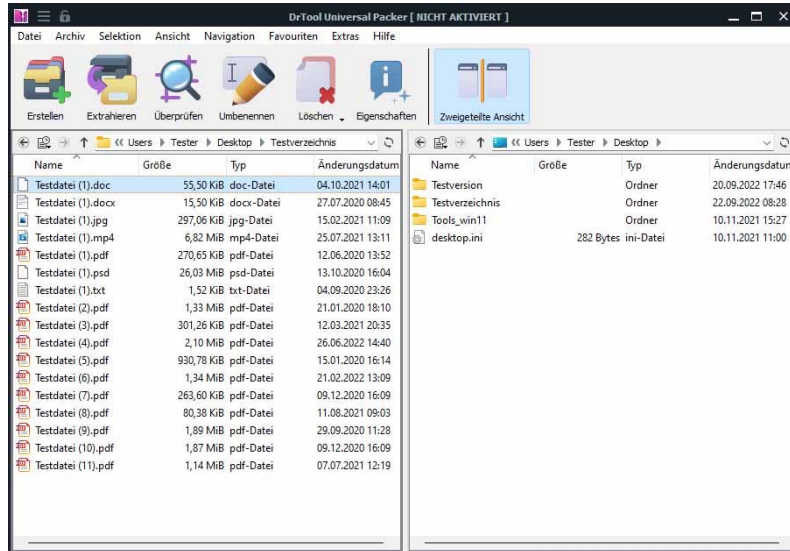 DrTool Universal Packer [ NICHT AKTIVIERT ]
Datei Archiv Selektion Ansicht Navigation Favouriten Extras Hilfe
Erstellen Extrahieren Überprüfen Umbenennen Löschen Eigenschaften Zweigeteilte Ansicht
Users Tester Desktop Testverzeichnis
Name Größe Typ Änderungsdatum
Testdatei (1).doc 55,50 KiB doc-Datei 04.10.2021 14:01
Testdatei (1).docx 15,50 KiB docx-Datei 27.07.2020 08:45
Testdatei (1).jpg 297,06 KiB jpg-Datei 15.02.2021 11:09
Testdatei (1).mp4 6,82 MiB mp4-Datei 25.07.2021 13:11
Testdatei (1).pdf 270,65 KiB pdf-Datei 12.06.2020 13:52
Testdatei (1).psd 26,03 MiB psd-Datei 13.10.2020 16:04
Testdatei (1).txt 1,52 KiB txt-Datei 04.09.2020 23:26
Testdatei (2).pdf 1,33 MiB pdf-Datei 21.01.2020 18:10
Testdatei (3).pdf 301,26 KiB pdf-Datei 12.03.2021 20:35
Testdatei (4).pdf 2,10 MiB pdf-Datei 26.06.2022 14:40
Testdatei (5).pdf 930,78 KiB pdf-Datei 15.01.2020 16:14
Testdatei (6).pdf 1,34 MiB pdf-Datei 21.02.2022 13:09
Testdatei (7).pdf 263,60 KiB pdf-Datei 09.12.2020 16:09
Testdatei (8).pdf 80,38 KiB pdf-Datei 11.08.2021 09:03
Testdatei (9).pdf 1,89 MiB pdf-Datei 29.09.2020 11:28
Testdatei (10).pdf 1,87 MiB pdf-Datei 09.12.2020 16:09
Testdatei (11).pdf 1,14 MiB pdf-Datei 07.07.2021 12:19
Users Tester Desktop
Name Größe Typ Änderungsdatum
Testversion Ordner 20.09.2022 17:46
Testverzeichnis Ordner 22.09.2022 08:28
Tools_win11 Ordner 10.11.2021 15:27
desktop.ini 282 Bytes ini-Datei 10.11.2021 11:00